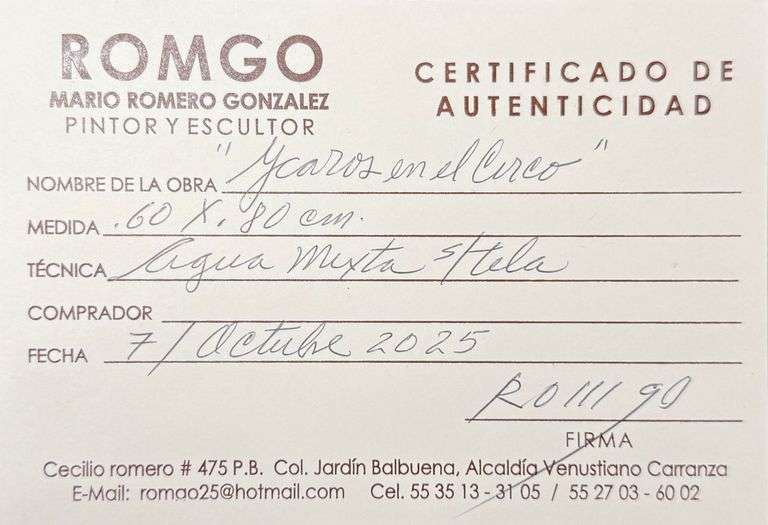 ROMGO
MARIO ROMERO GONZALEZ
PINTOR Y ESCULTOR
CERTIFICADO DE
AUTENTICIDAD
NOMBRE DE LA OBRA "Ycaros en el Circo"
MEDIDA .60 X .80 cm.
TÉCNICA Agua Mixta s/tela
COMPRADOR
FECHA 7/Octubre 2025
ROMGO
FIRMA
Cecilio romero # 475 P.B. Col. Jardín Balbuena, Alcaldía Venustiano Carranza
E-Mail: romgo25@hotmail.com Cel. 55 35 13 - 31 05 / 55 27 03 - 60 02